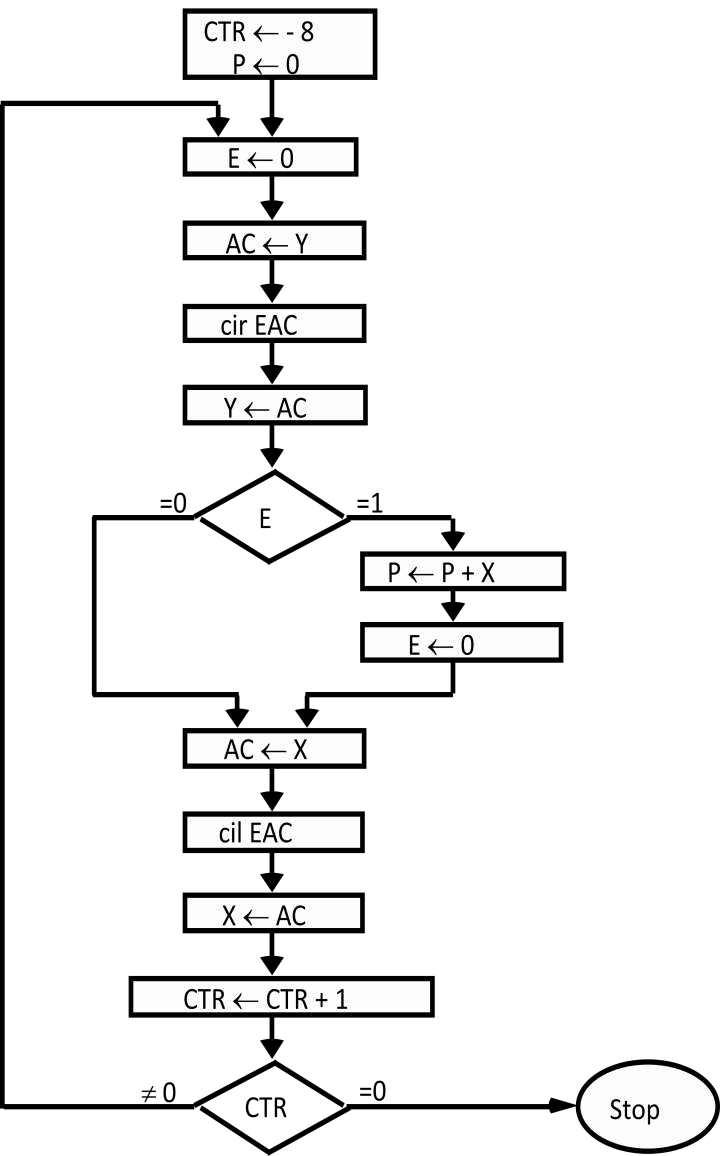 CTR ← - 8
P ← 0
E ← 0
AC ← Y
cir EAC
Y ← AC
=0
E
=1
P ← P + X
E ← 0
AC ← X
cil EAC
X ← AC
CTR ← CTR + 1
≠ 0
CTR
=0
Stop